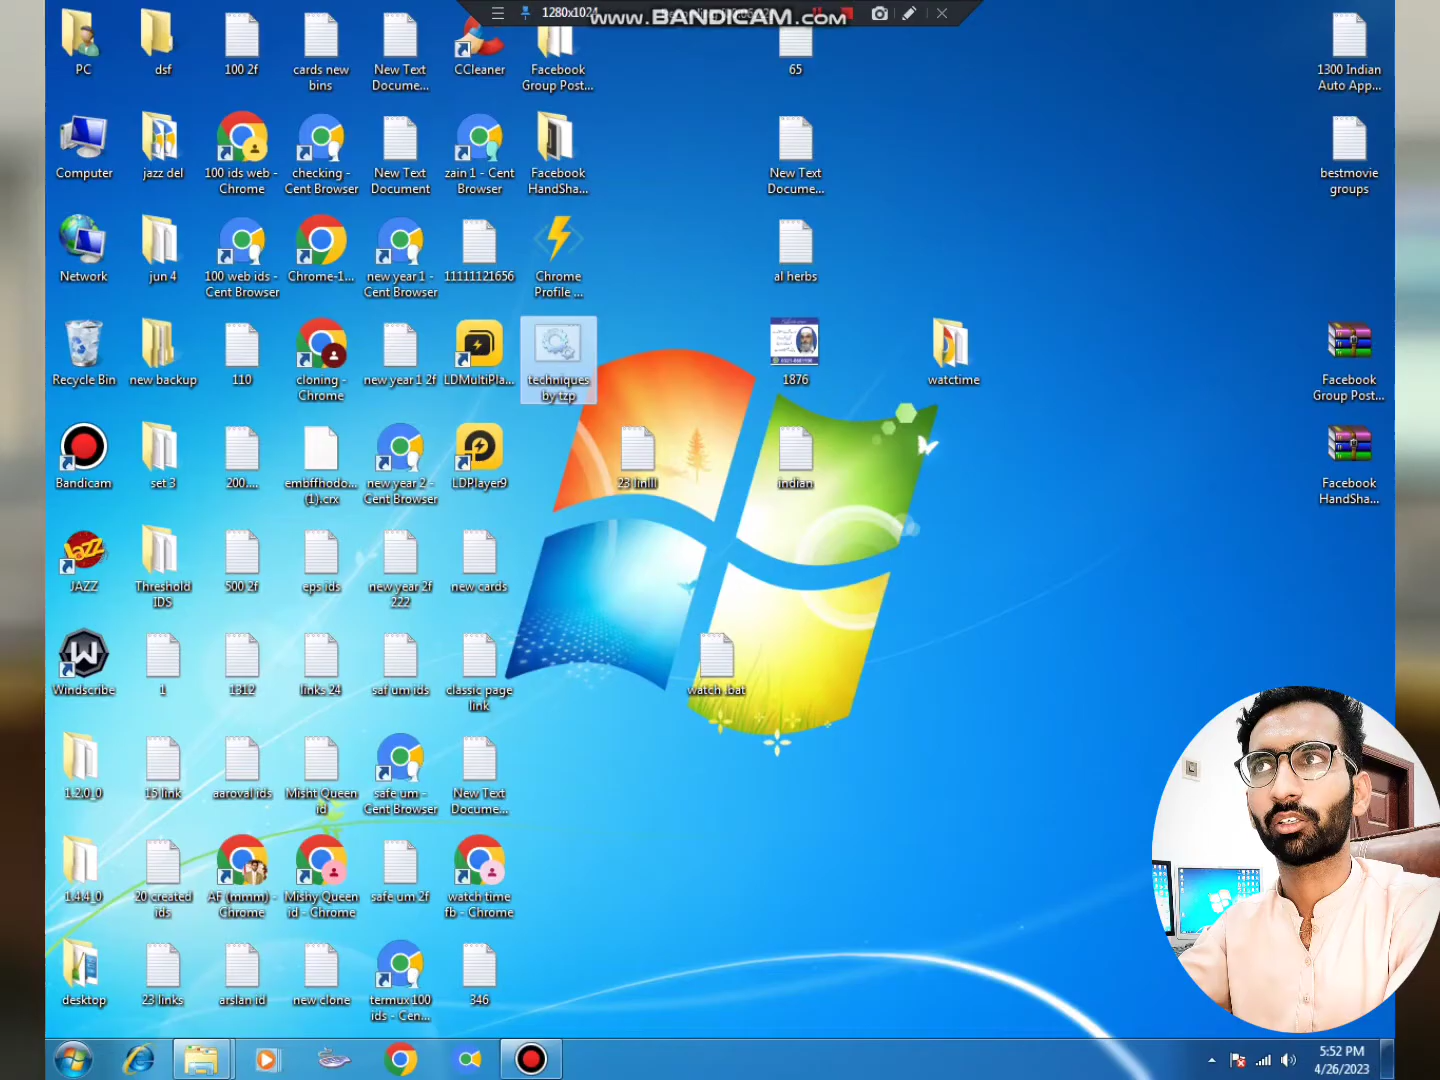 1280x1024
www.BANDICAM.com
PC
dsf
100 2f
cards new
bins
New Text
Docume...
CCleaner
Facebook
Group Post...
65
1300 Indian
Auto App...
Computer
jazz del
100 ids web -
Chrome
checking -
Cent Browser
New Text
Document
zain 1 - Cent
Browser
Facebook
HandSha...
New Text
Docume...
bestmovie
groups
Network
jun 4
100 web ids -
Cent Browser
Chrome-1...
new year 1 -
Cent Browser
11111121656
Chrome
Profile ...
al herbs
Recycle Bin
new backup
110
cloning -
Chrome
new year 1 2f
LDMultiPla...
techniques
by tzp
1876
watctime
Facebook
Group Post...
Bandicam
set 3
200....
embffhodo...
(1).crx
new year 2 -
Cent Browser
LDPlayer9
23 linlll
indian
Facebook
HandSha...
JAZZ
Threshold
IDS
500 2f
eps ids
new year 2f
222
new cards
Windscribe
1
1312
links 24
saf um ids
classic page
link
watch .bat
1.2.0_0
15 link
aaroval ids
Misht Queen
id
safe um -
Cent Browser
New Text
Docume...
1.4.4_0
20 created
ids
AF (mmm) -
Chrome
Mishy Queen
id - Chrome
safe um 2f
watch time
fb - Chrome
desktop
23 links
arslan id
new clone
termux 100
ids - Cen...
346
5:52 PM
4/26/2023